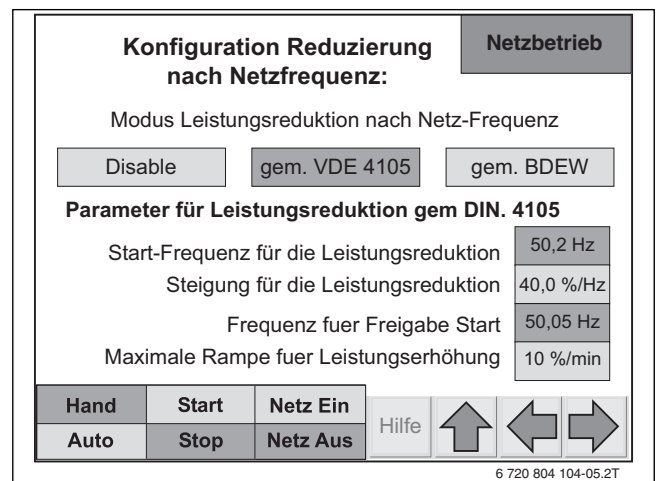 Konfiguration Reduzierung
nach Netzfrequenz:
Netzbetrieb
Modus Leistungsreduktion nach Netz-Frequenz
Disable gem. VDE 4105 gem. BDEW
Parameter für Leistungsreduktion gem DIN. 4105
Start-Frequenz für die Leistungsreduktion 50,2 Hz
Steigung für die Leistungsreduktion 40,0 %/Hz
Frequenz fuer Freigabe Start 50,05 Hz
Maximale Rampe fuer Leistungserhöhung 10 %/min
Hand Start Netz Ein
Hilfe
Auto Stop Netz Aus
6 720 804 104-05.2T